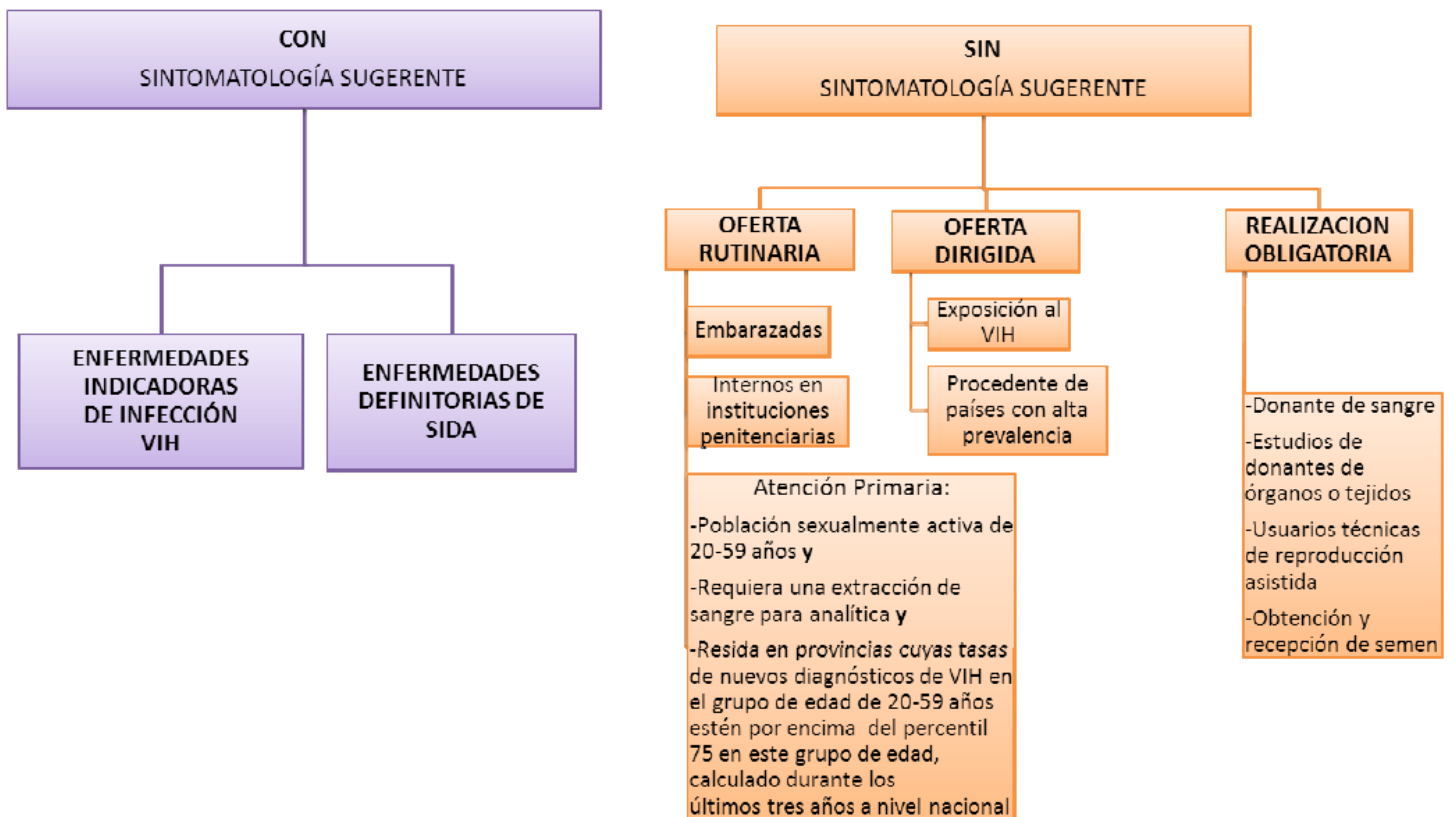 CON
SINTOMATOLOGÍA SUGERENTE
ENFERMEDADES
INDICADORAS
DE INFECCIÓN
VIH
ENFERMEDADES
DEFINITORIAS DE
SIDA
SIN
SINTOMATOLOGÍA SUGERENTE
OFERTA
RUTINARIA
Embarazadas
Internos en
instituciones
penitenciarias
Atención Primaria:
-Población sexualmente activa de
20-59 años y
-Requiera una extracción de
sangre para analítica y
-Resida en provincias cuyas tasas
de nuevos diagnósticos de VIH en
el grupo de edad de 20-59 años
estén por encima del percentil
75 en este grupo de edad,
calculado durante los
últimos tres años a nivel nacional
OFERTA
DIRIGIDA
Exposición al
VIH
Procedente de
países con alta
prevalencia
REALIZACION
OBLIGATORIA
-Donante de sangre
-Estudios de
donantes de
órganos o tejidos
-Usuarios técnicas
de reproducción
asistida
-Obtención y
recepción de semen